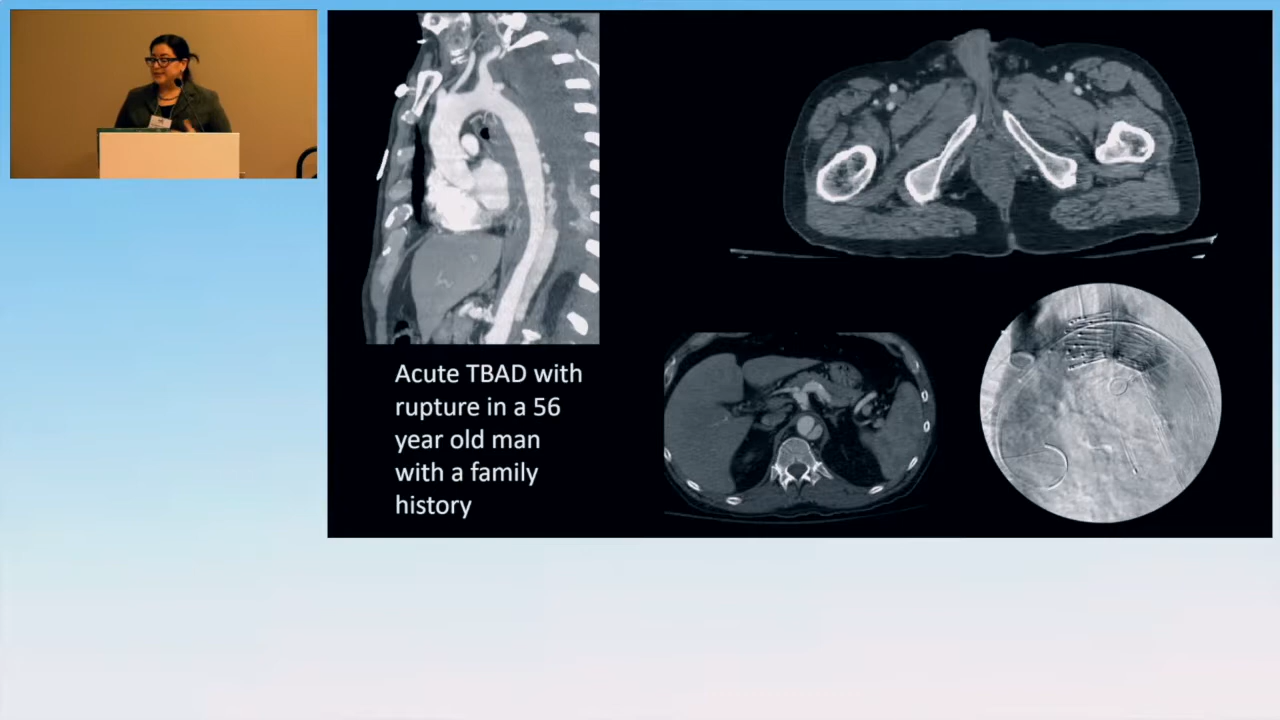 Acute TBAD with
rupture in a 56
year old man
with a family
history